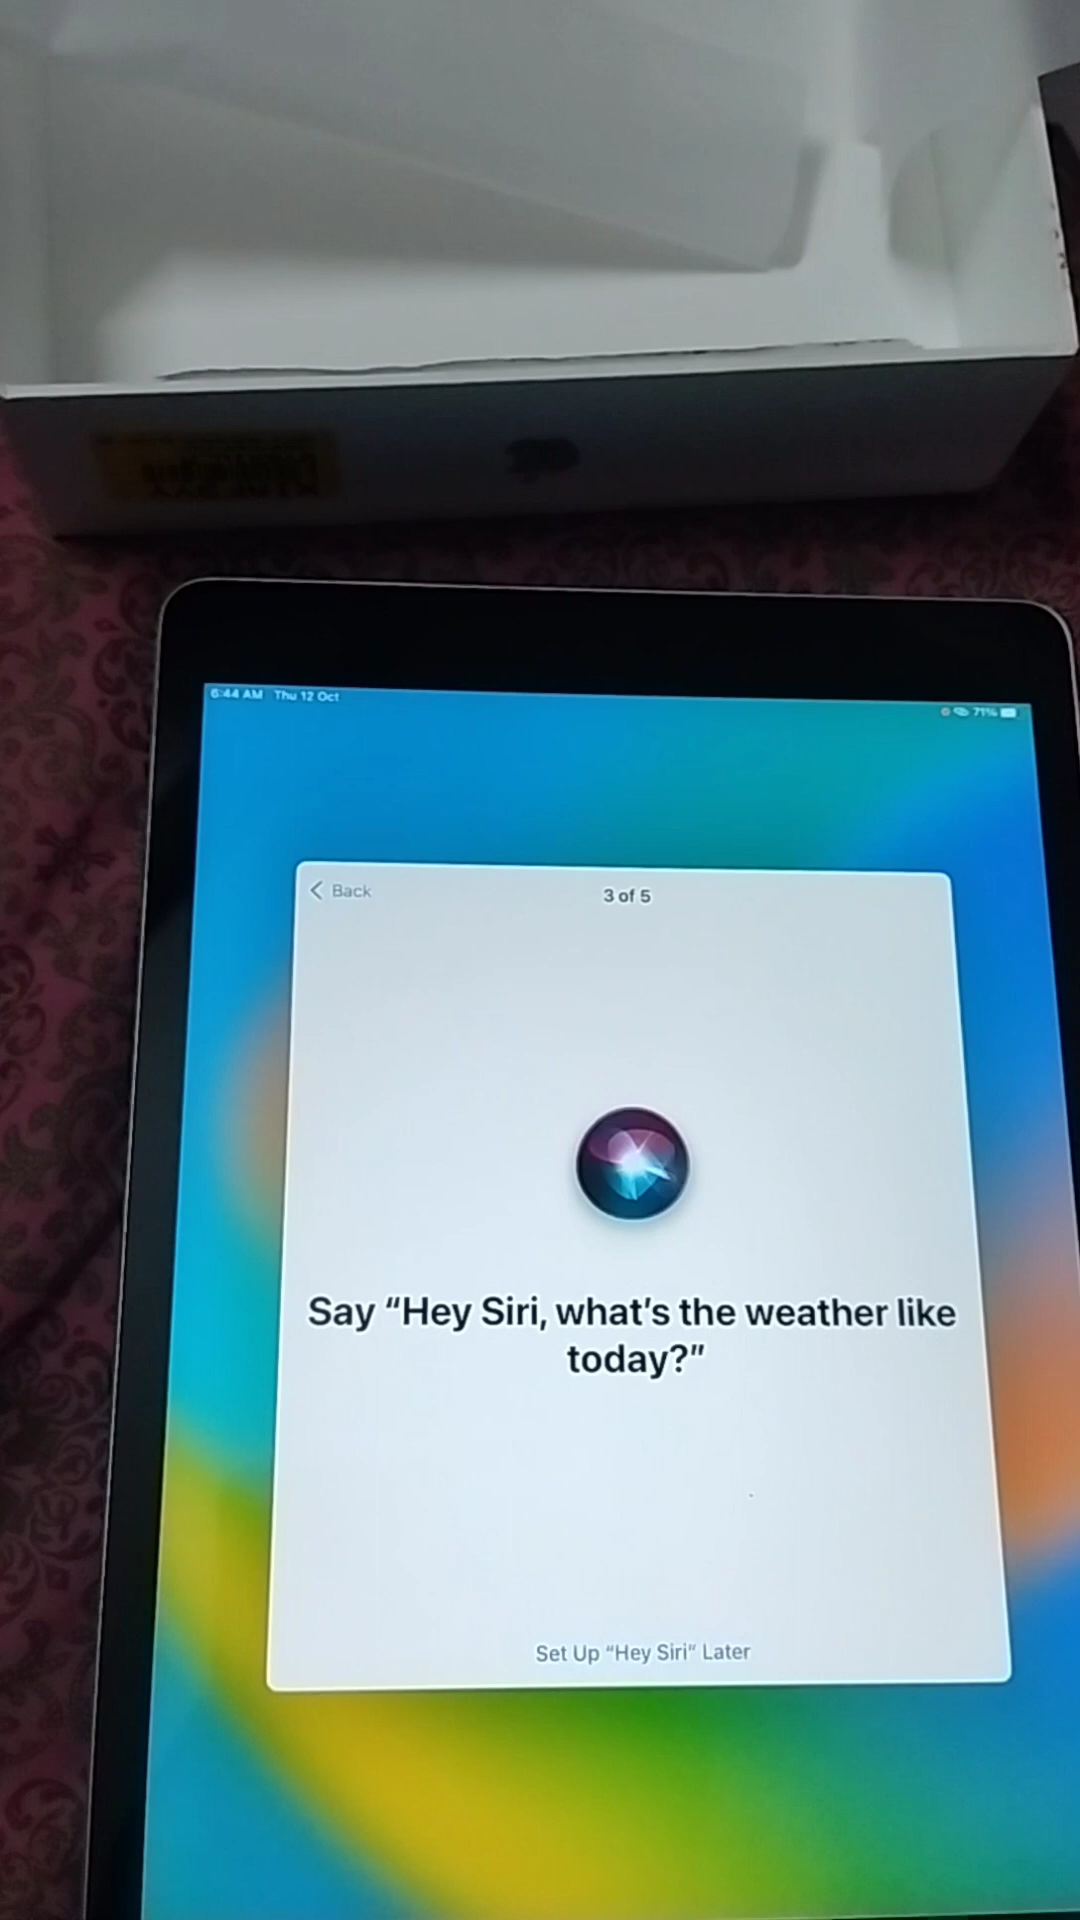 6:44 AM Thu 12 Oct
71%
Back
3 of 5
Say “Hey Siri, what's the weather like
today?”
Set Up “Hey Siri” Later